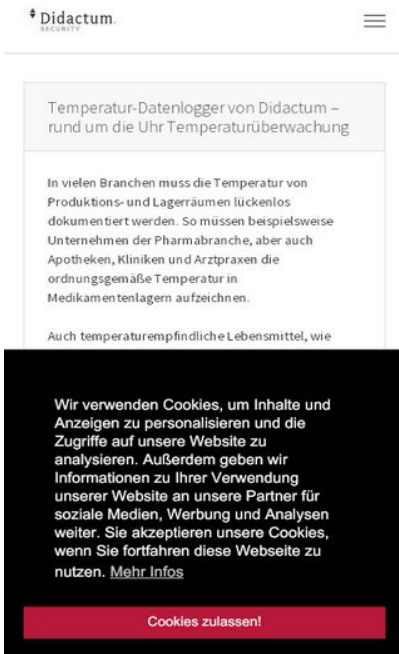 Didactum.
SECURITY
Temperatur-Datenlogger von Didactum –
rund um die Uhr Temperaturüberwachung
In vielen Branchen muss die Temperatur von
Produktions- und Lagerräumen lückenlos
dokumentiert werden. So müssen beispielsweise
Unternehmen der Pharmabranche, aber auch
Apotheken, Kliniken und Arztpraxen die
ordnungsgemäße Temperatur in
Medikamentenlagern aufzeichnen.
Auch temperaturempfindliche Lebensmittel, wie
Wir verwenden Cookies, um Inhalte und
Anzeigen zu personalisieren und die
Zugriffe auf unsere Website zu
analysieren. Außerdem geben wir
Informationen zu Ihrer Verwendung
unserer Website an unsere Partner für
soziale Medien, Werbung und Analysen
weiter. Sie akzeptieren unsere Cookies,
wenn Sie fortfahren diese Webseite zu
nutzen. Mehr Infos
Cookies zulassen!